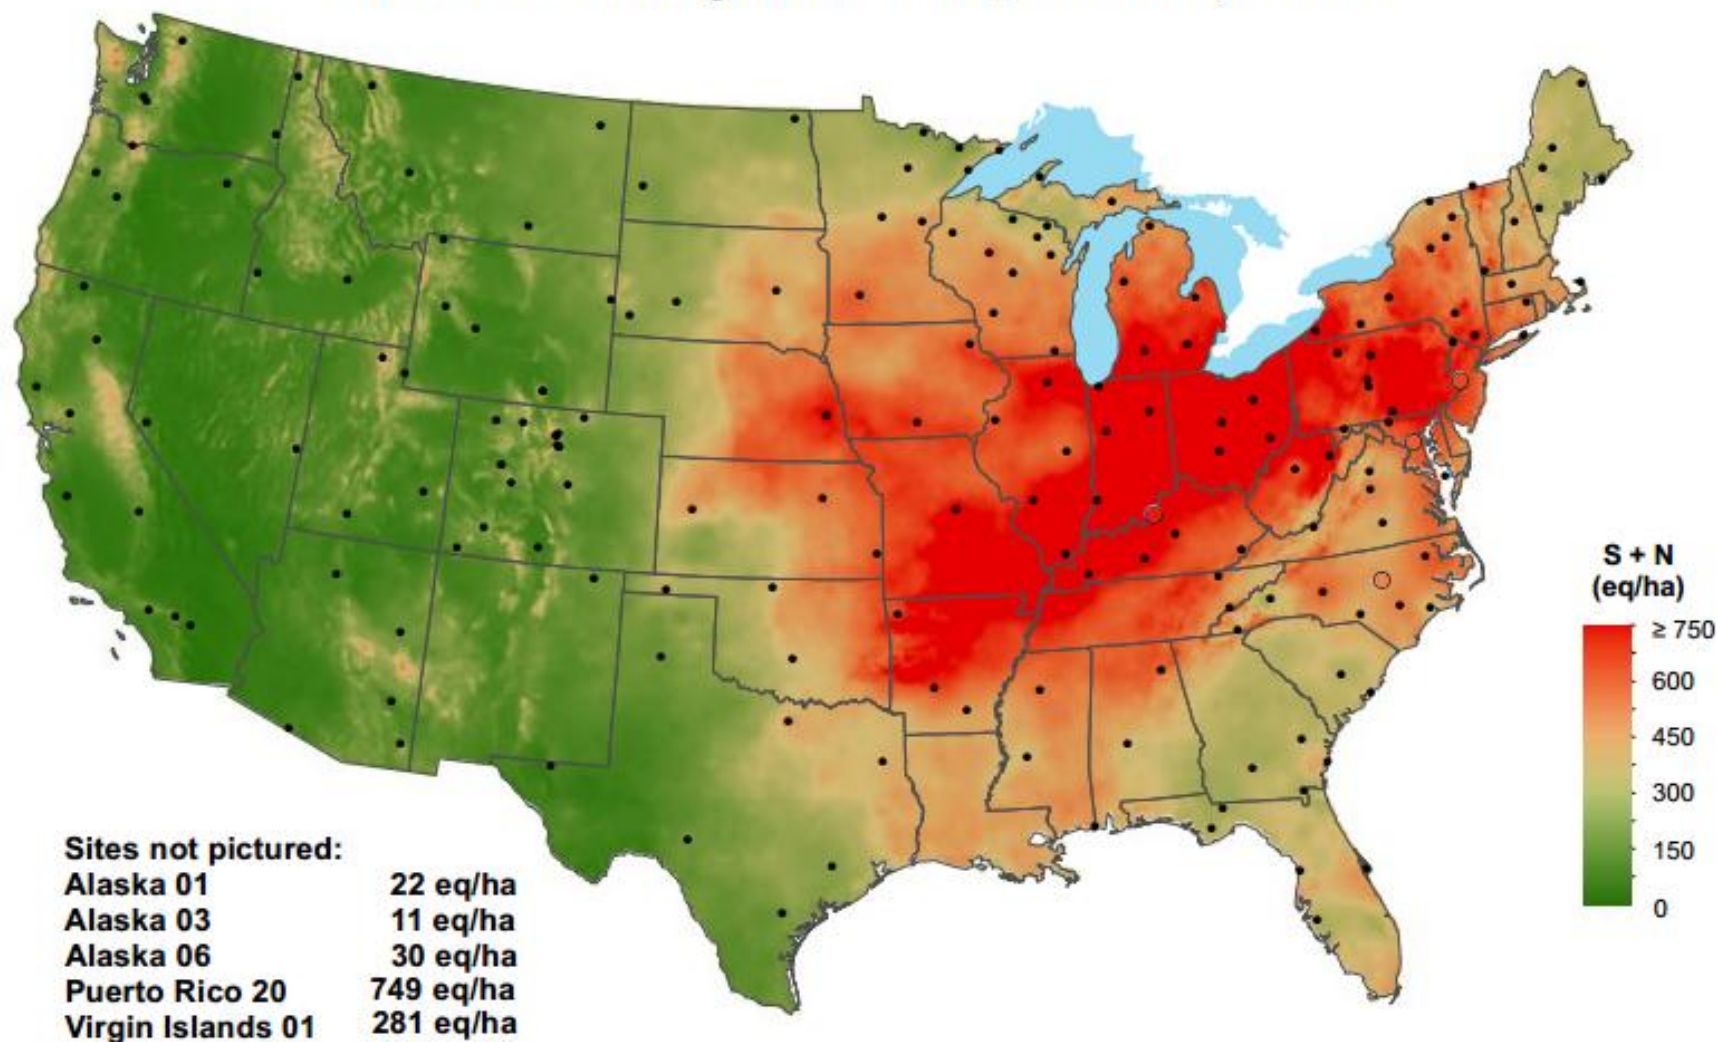 Sites not pictured:
Alaska 01 22 eq/ha
Alaska 03 11 eq/ha
Alaska 06 30 eq/ha
Puerto Rico 20 749 eq/ha
Virgin Islands 01 281 eq/ha
S + N
(eq/ha)
≥ 750
600
450
300
150
0